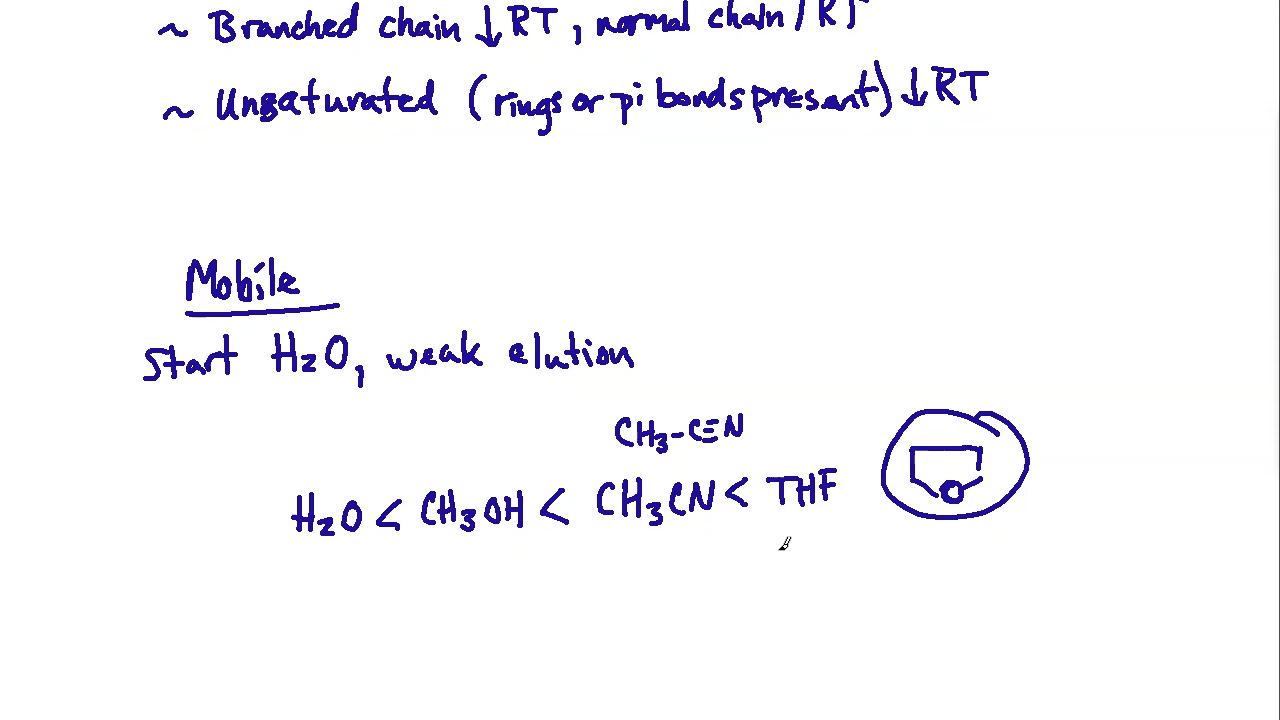 ~ Branched chain ↓RT, normal chain ↑RT
~ Unsaturated (rings or pi bonds present) ↓RT
Mobile
Start H₂O, weak elution
CH₃-C≡N
H₂O < CH₃OH < CH₃CN < THF
O